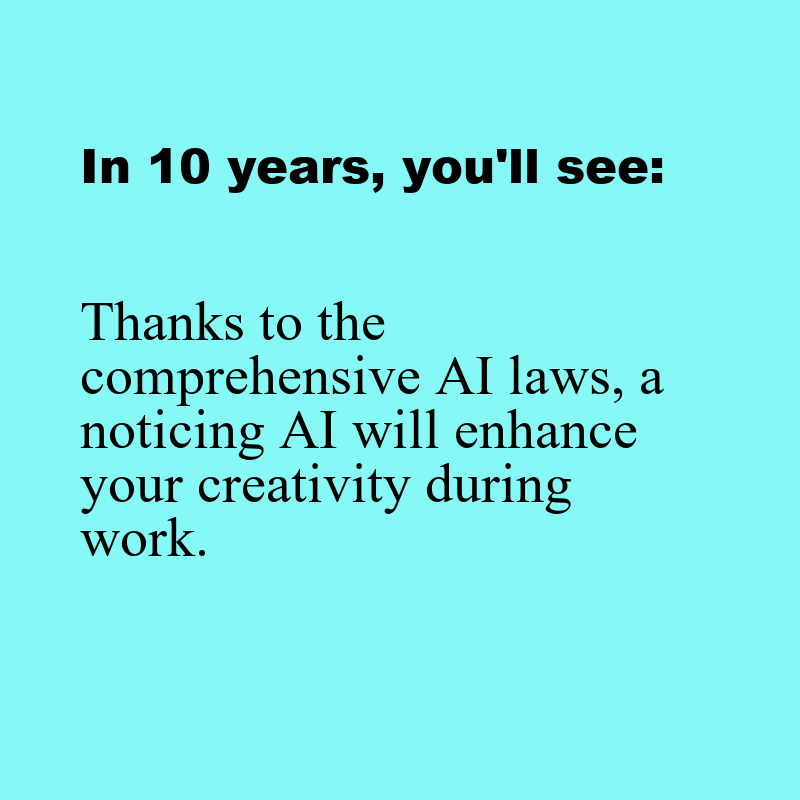 In 10 years, you'll see:
Thanks to the
comprehensive AI laws, a
noticing AI will enhance
your creativity during
work.